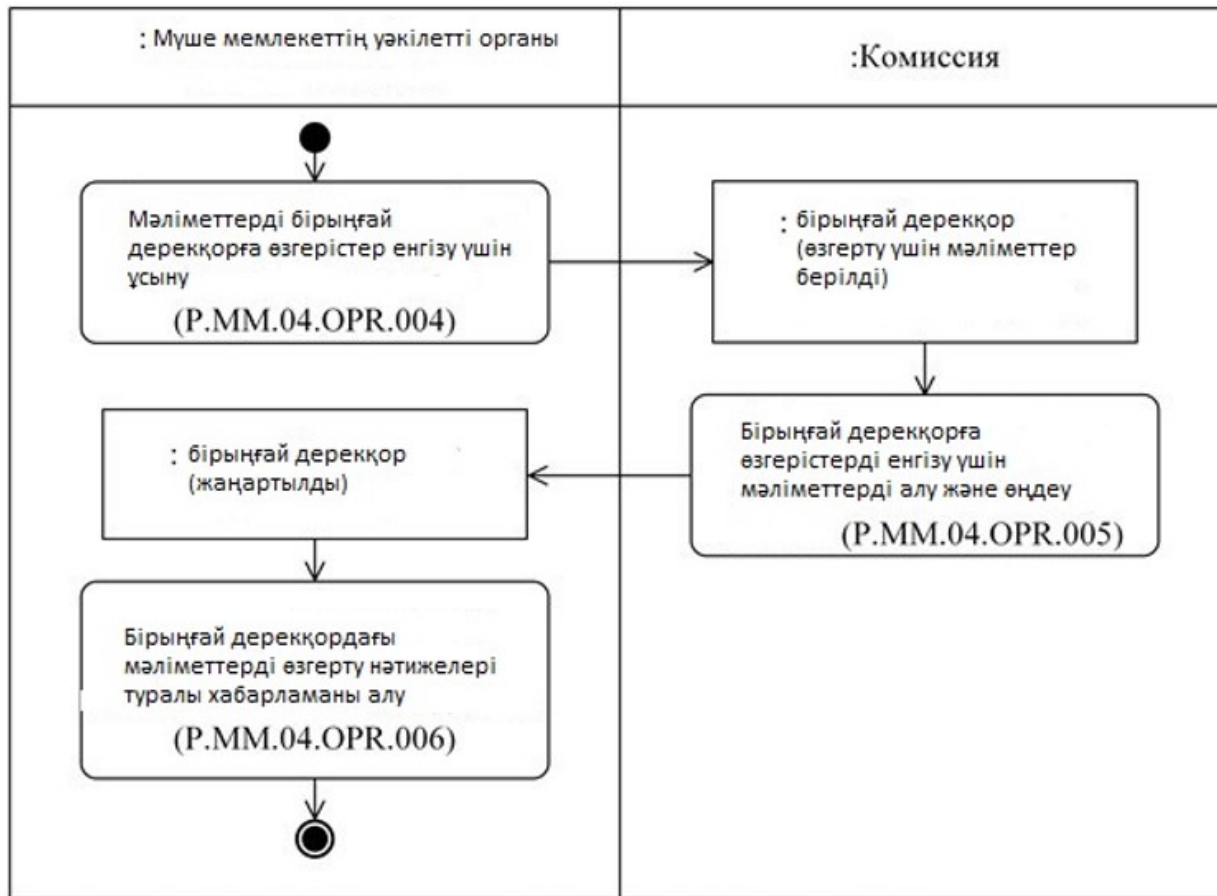 : Мүше мемлекеттің уәкілетті органы
:Комиссия
Мәліметтерді бірыңғай
дерекқорға өзгерістер енгізу үшін
ұсыну
(P.MM.04.OPR.004)
: бірыңғай дерекқор
(өзгерту үшін мәліметтер
берілді)
Бірыңғай дерекқорға
өзгерістерді енгізу үшін
мәліметтерді алу және өңдеу
(P.MM.04.OPR.005)
: бірыңғай дерекқор
(жаңартылды)
Бірыңғай дерекқордағы
мәліметтерді өзгерту нәтижелері
туралы хабарламаны алу
(P.MM.04.OPR.006)